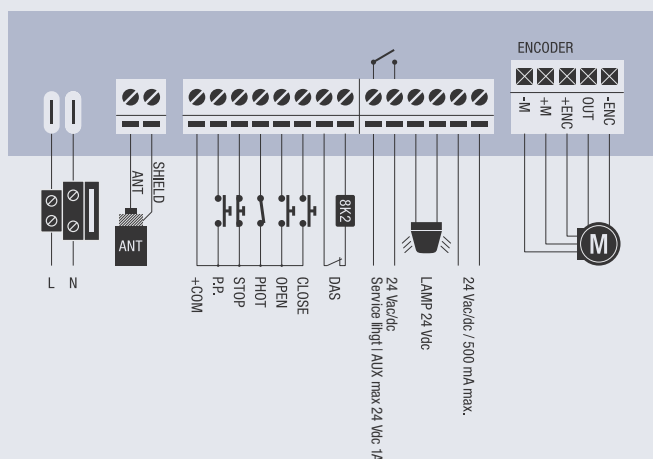 ENCODER
-M
+M
+ENC
OUT
-ENC
ANT
SHIELD
ANT
8K2
M
L
N
+COM
P.P.
STOP
PHOT
OPEN
CLOSE
DAS
24 Vac/dc
Service lihgt | AUX max 24 Vdc 1A
LAMP 24 Vdc
24 Vac/dc / 500 mA max.